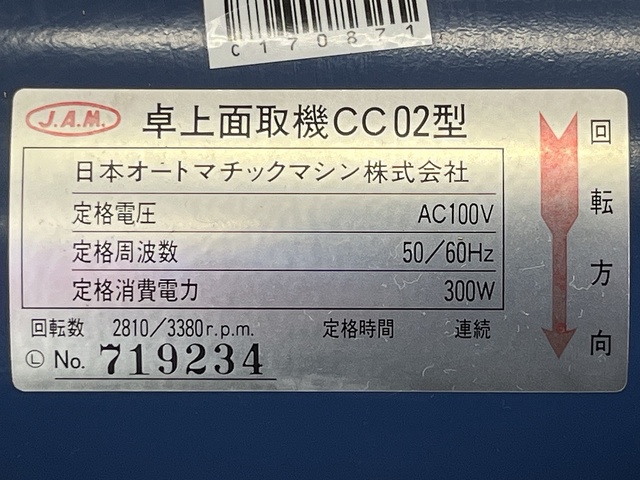 C170871
J.A.M.
卓上面取機CC02型
日本オートマチックマシン株式会社
定格電圧 AC100V
定格周波数 50/60Hz
定格消費電力 300W
回転数 2810/3380r.p.m. 定格時間 連続
Ⓛ No. 719234
回転方向